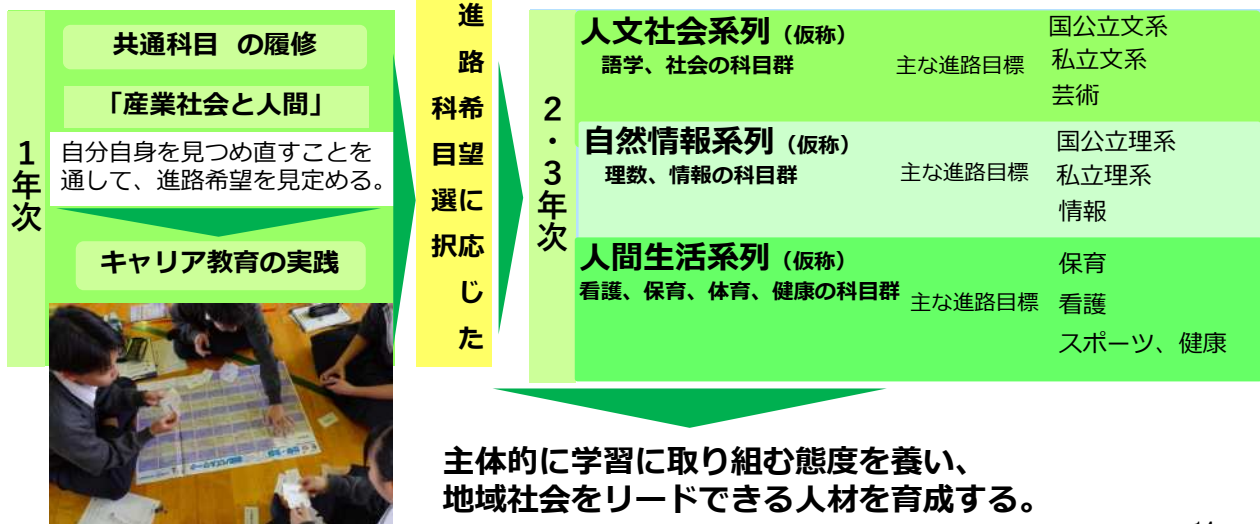 1年次
共通科目 の履修
「産業社会と人間」
自分自身を見つめ直すことを
通して、進路希望を見定める。
キャリア教育の実践
進路希望に応じた
科目選択
2・3年次
人文社会系列（仮称）
語学、社会の科目群
主な進路目標
国公立文系
私立文系
芸術
自然情報系列（仮称）
理数、情報の科目群
主な進路目標
国公立理系
私立理系
情報
人間生活系列（仮称）
看護、保育、体育、健康の科目群
主な進路目標
保育
看護
スポーツ、健康
主体的に学習に取り組む態度を養い、
地域社会をリードできる人材を育成する。